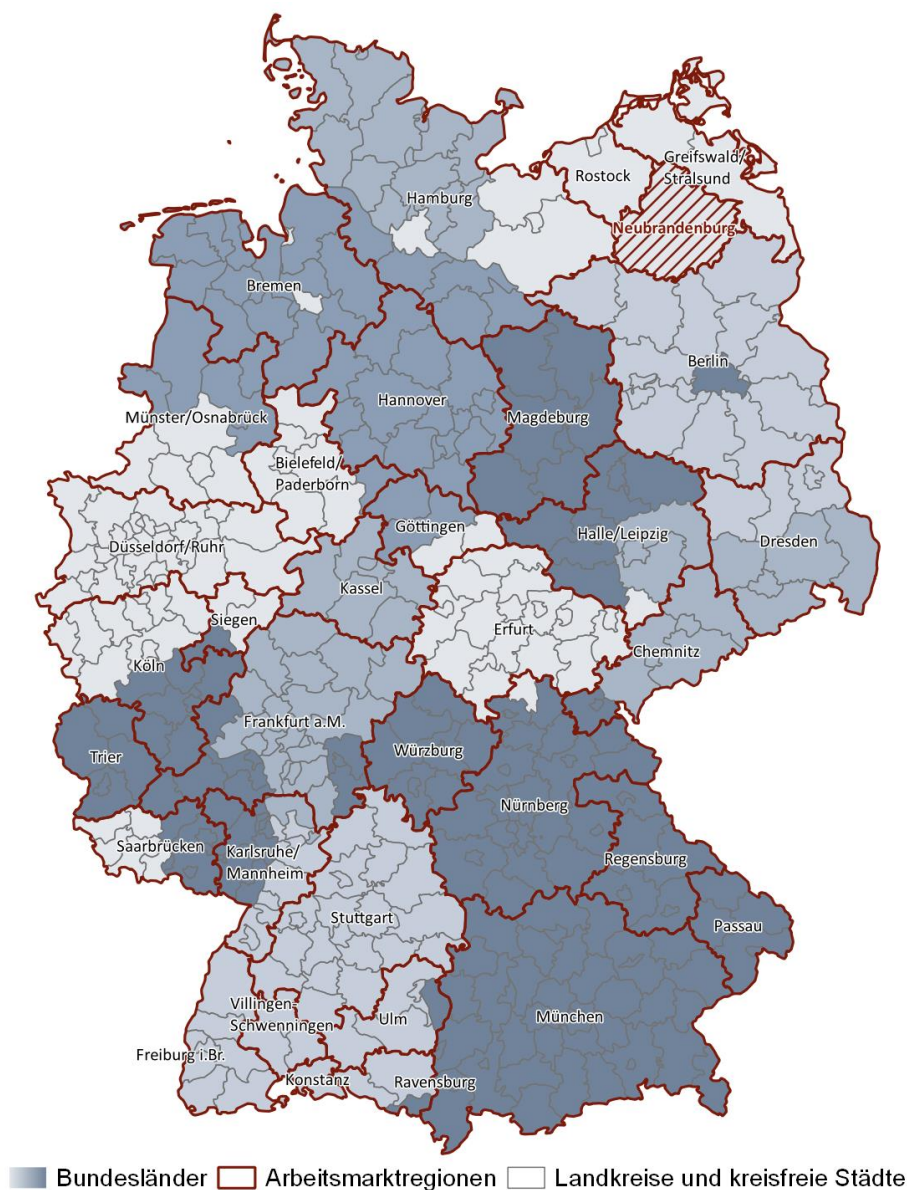 Greifswald/
Stralsund
Rostock
Hamburg
Neubrandenburg
Bremen
Berlin
Hannover
Münster/Osnabrück
Magdeburg
Bielefeld/
Paderborn
Göttingen
Halle/Leipzig
Düsseldorf/Ruhr
Dresden
Kassel
Siegen
Erfurt
Chemnitz
Köln
Frankfurt a.M.
Trier
Würzburg
Nürnberg
Saarbrücken
Karlsruhe/
Mannheim
Regensburg
Stuttgart
Passau
Villingen-
Schwenningen
Ulm
München
Freiburg i.Br.
Konstanz
Ravensburg
Bundesländer Arbeitsmarktregionen Landkreise und kreisfreie Städte